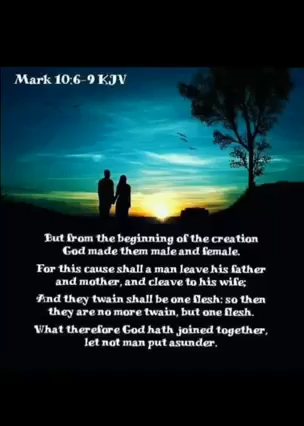 Mark 10:6-9 KJV
But from the beginning of the creation
God made them male and female.
For this cause shall a man leave his father
and mother, and cleave to his wife;
And they twain shall be one flesh: so then
they are no more twain, but one flesh.
What therefore God hath joined together,
let not man put asunder.